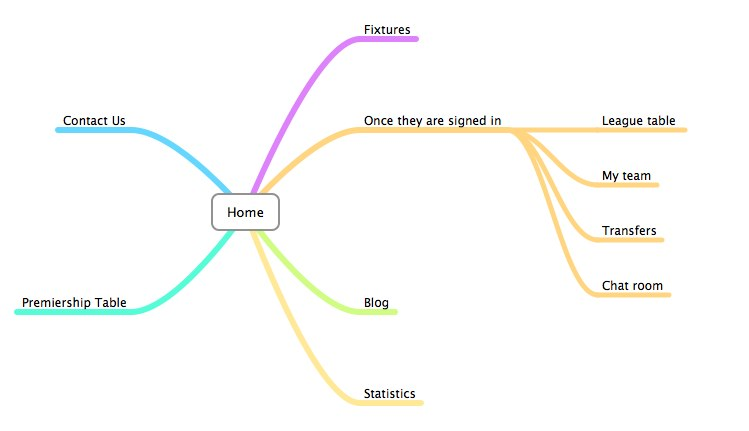 Fixtures
Contact Us
Once they are signed in
League table
My team
Home
Transfers
Chat room
Premiership Table
Blog
Statistics